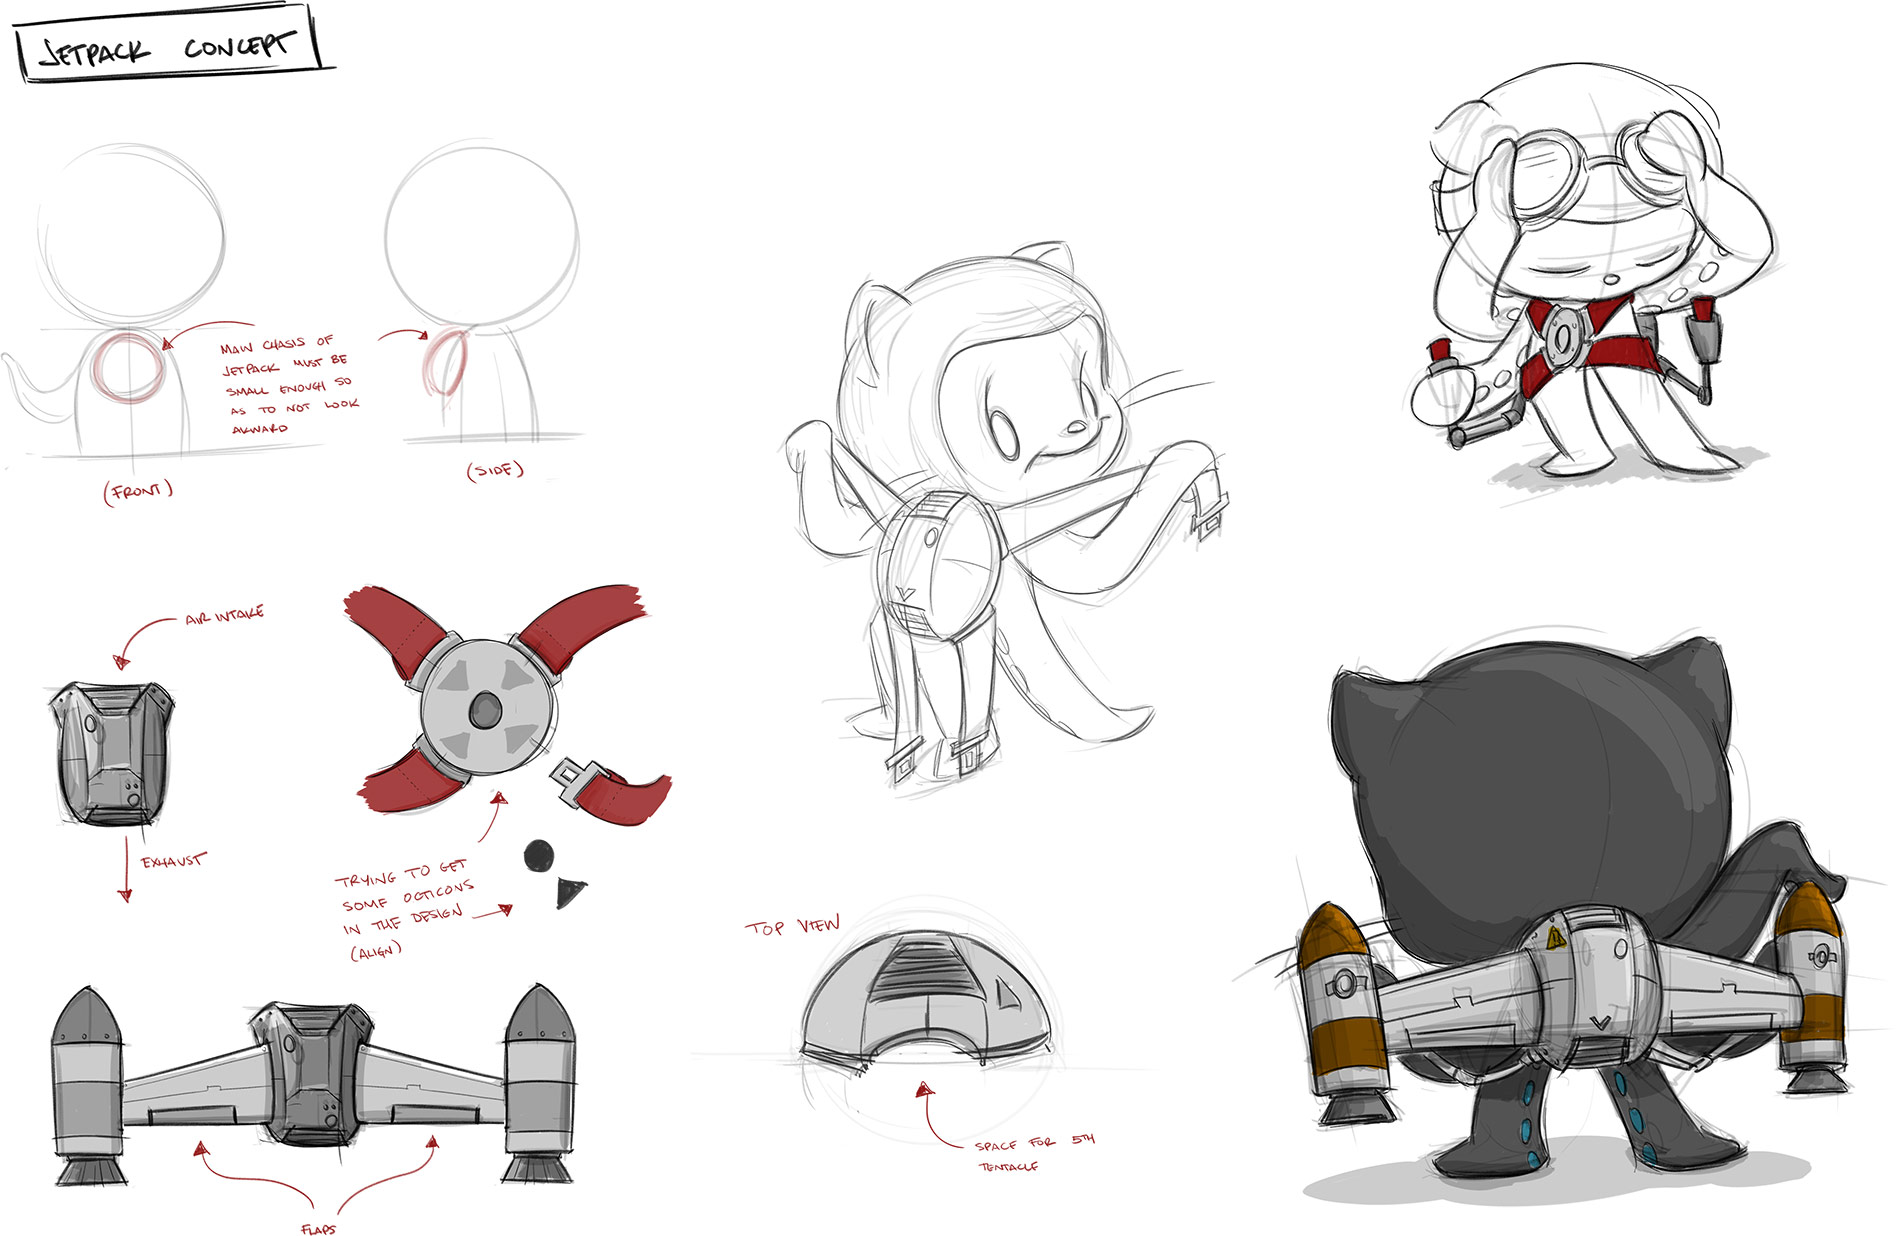 JETPACK CONCEPT
MAIN CHASIS OF
JETPACK MUST BE
SMALL ENOUGH SO
AS TO NOT LOOK
AKWARD
(FRONT)
(SIDE)
AIR INTAKE
EXHAUST
TRYING TO GET
SOME OCTICONS
IN THE DESIGN
(ALIGN)
FLAPS
TOP VIEW
SPACE FOR 5TH
TENTACLE